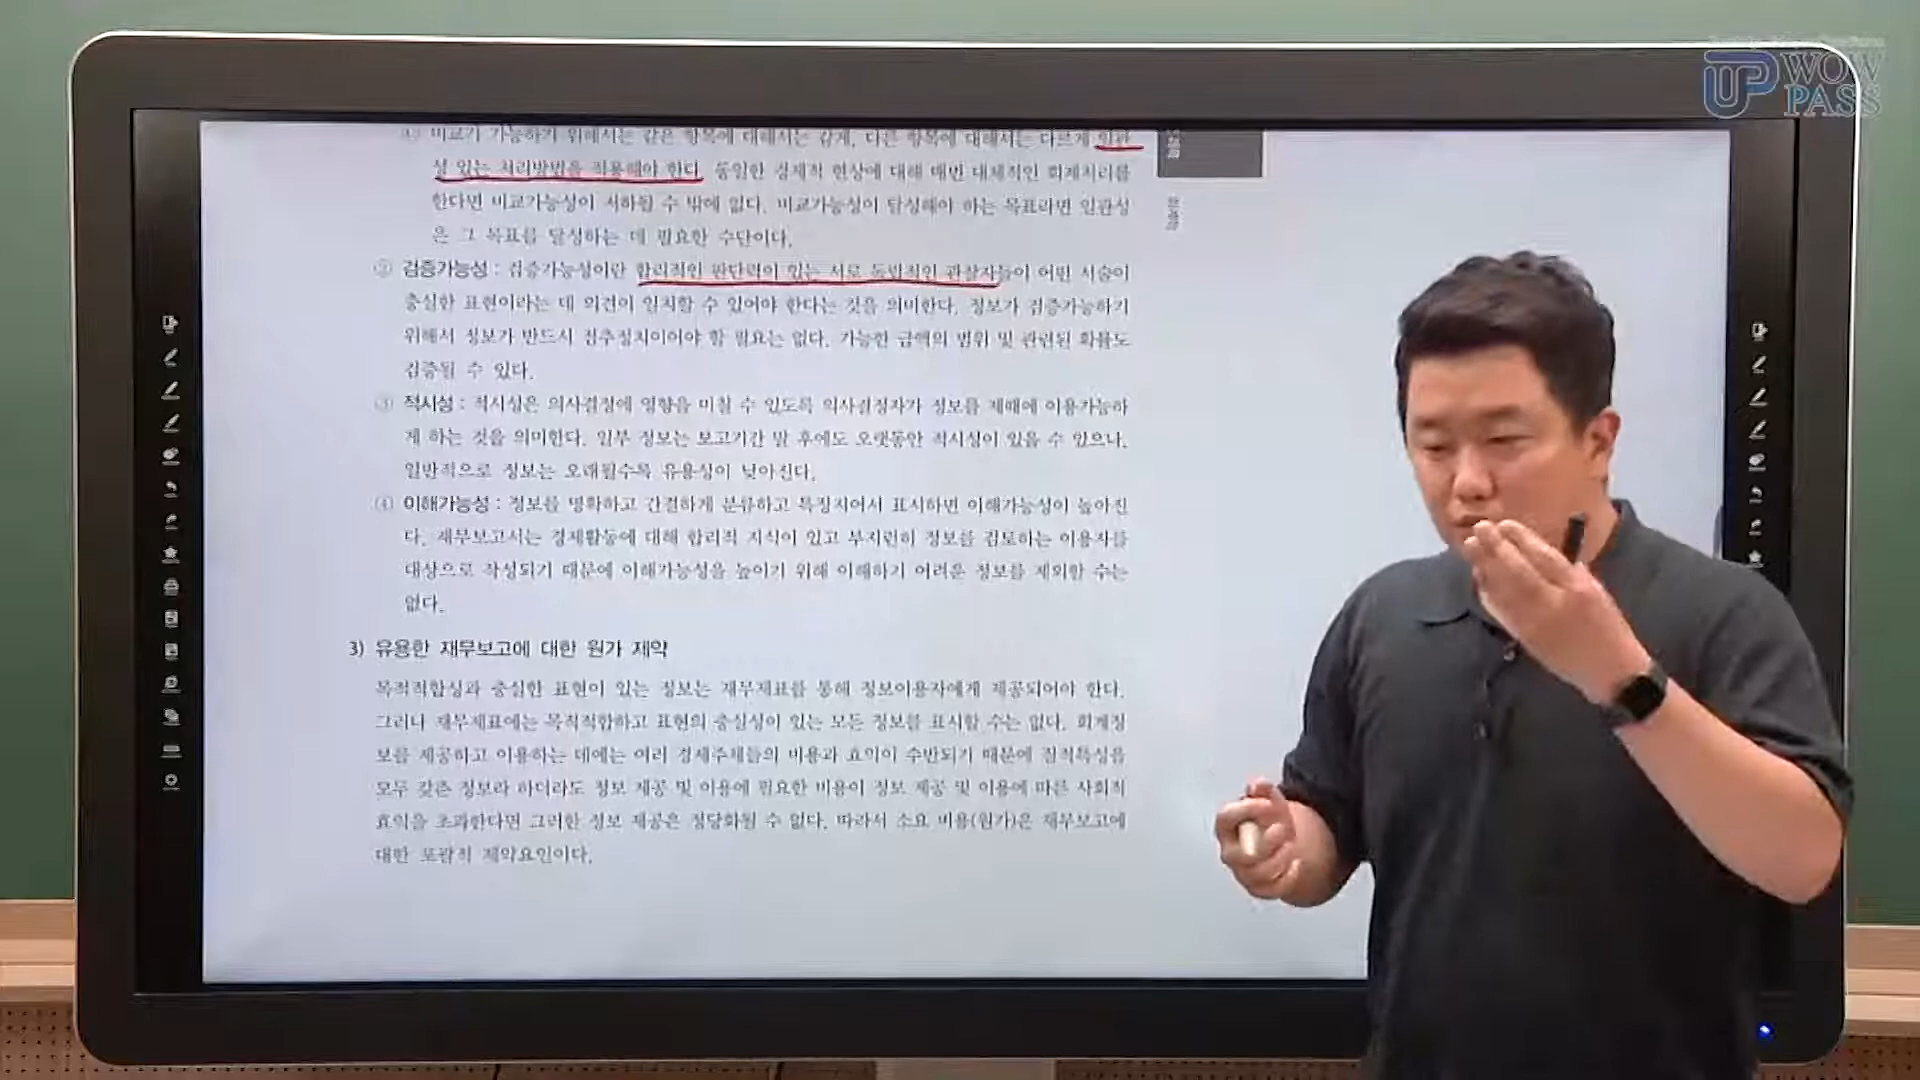 WOW
PASS
비교가 가능하기 위해서는 같은 항목에 대해서는 같게, 다른 항목에 대해서는 다르게 일관
성 있는 처리방법을 적용해야 한다. 동일한 경제적 현상에 대해 매번 대체적인 회계처리를
한다면 비교가능성이 저하될 수 밖에 없다. 비교가능성이 달성해야 하는 목표라면 일관성
은 그 목표를 달성하는 데 필요한 수단이다.
② 검증가능성 : 검증가능성이란 합리적인 판단력이 있는 서로 독립적인 관찰자들이 어떤 서술이
충실한 표현이라는 데 의견이 일치할 수 있어야 한다는 것을 의미한다. 정보가 검증가능하기
위해서 정보가 반드시 점추정치이어야 할 필요는 없다. 가능한 금액의 범위 및 관련된 확률도
검증될 수 있다.
③ 적시성 : 적시성은 의사결정에 영향을 미칠 수 있도록 의사결정자가 정보를 제때에 이용가능하
게 하는 것을 의미한다. 일부 정보는 보고기간 말 후에도 오랫동안 적시성이 있을 수 있으나,
일반적으로 정보는 오래될수록 유용성이 낮아진다.
④ 이해가능성 : 정보를 명확하고 간결하게 분류하고 특징지어서 표시하면 이해가능성이 높아진
다. 재무보고서는 경제활동에 대해 합리적 지식이 있고 부지런히 정보를 검토하는 이용자를
대상으로 작성되기 때문에 이해가능성을 높이기 위해 이해하기 어려운 정보를 제외할 수는
없다.
3) 유용한 재무보고에 대한 원가 제약
목적적합성과 충실한 표현이 있는 정보는 재무제표를 통해 정보이용자에게 제공되어야 한다.
그러나 재무제표에는 목적적합하고 표현의 충실성이 있는 모든 정보를 표시할 수는 없다. 회계정
보를 제공하고 이용하는 데에는 여러 경제주체들의 비용과 효익이 수반되기 때문에 질적특성을
모두 갖춘 정보라 하더라도 정보 제공 및 이용에 필요한 비용이 정보 제공 및 이용에 따른 사회적
효익을 초과한다면 그러한 정보 제공은 정당화될 수 없다. 따라서 소요 비용(원가)은 재무보고에
대한 포괄적 제약요인이다.